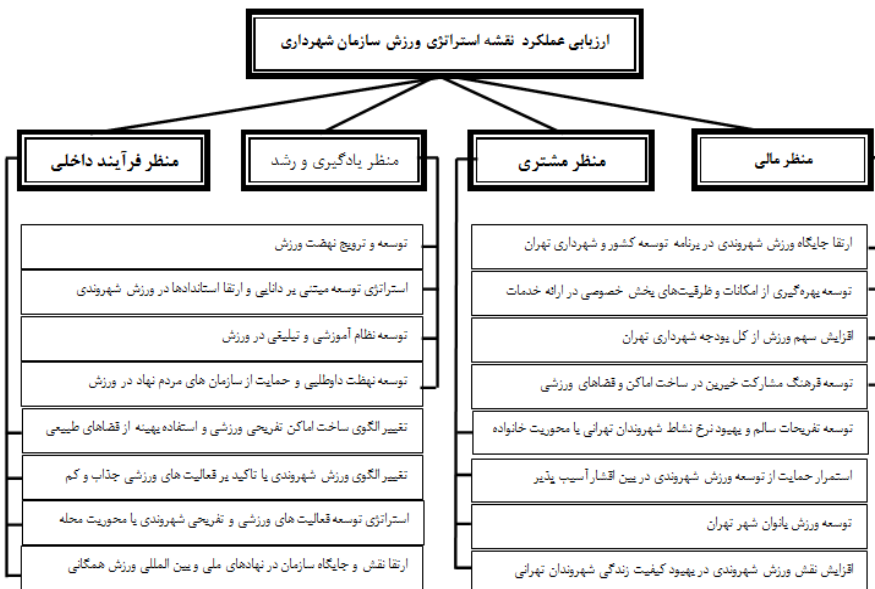 ارزیابی عملکرد نقشه استراتژی ورزش سازمان شهرداری
منظر مالی
منظر مشتری
منظر یادگیری و رشد
منظر فرآیند داخلی
ارتقا جایگاه ورزش شهروندی در برنامه توسعه کشور و شهرداری تهران
توسعه بهره‌گیری از امکانات و ظرفیت‌های بخش خصوصی در ارائه خدمات
افزایش سهم ورزش از کل بودجه شهرداری تهران
توسعه فرهنگ مشارکت خیرین در ساخت اماکن و فضاهای ورزشی
توسعه تفریحات سالم و بهبود نرخ نشاط شهروندان تهرانی با محوریت خانواده
استمرار حمایت از توسعه ورزش شهروندی در بین اقشار آسیب پذیر
توسعه ورزش بانوان شهر تهران
افزایش نقش ورزش شهروندی در بهبود کیفیت زندگی شهروندان تهرانی
توسعه و ترویج نهضت ورزش
استراتژی توسعه مبتنی بر دانایی و ارتقا استانداردها در ورزش شهروندی
توسعه نظام آموزشی و تبلیغی در ورزش
توسعه نهظت داوطلبی و حمایت از سازمان های مردم نهاد در ورزش
تغییر الگوی ساخت اماکن تفریحی ورزشی و استفاده بهینه از فضاهای طبیعی
تغییر الگوی ورزش شهروندی با تاکید بر فعالیت های ورزشی جذاب و کم
استراتژی توسعه فعالیت های ورزشی و تفریحی شهروندی با محوریت محله
ارتقا نقش و جایگاه سازمان در نهادهای ملی و بین المللی ورزش همگانی